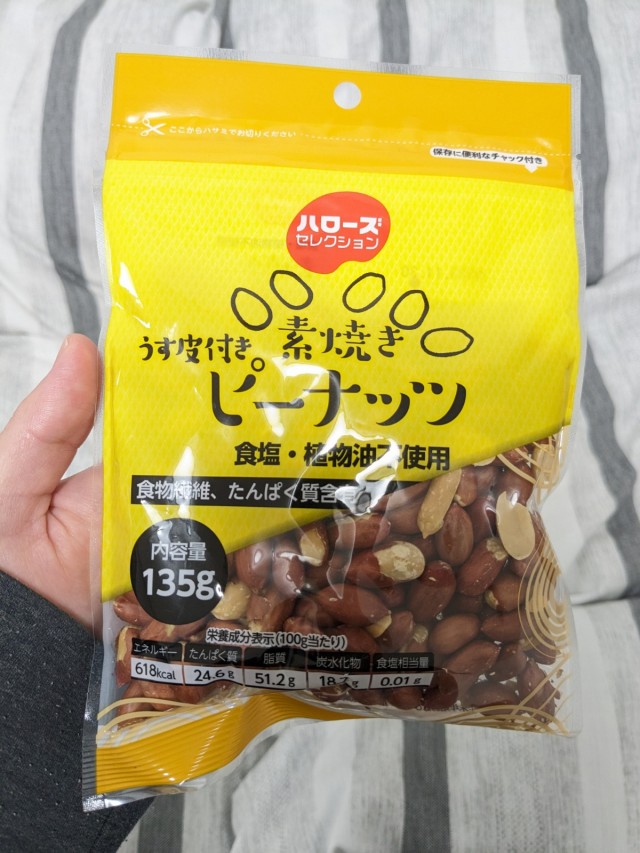 ここからハサミでお切りください
保存に便利なチャック付き
ハローズ
セレクション
うす皮付き 素焼き
ピーナッツ
食塩・植物油不使用
食物繊維、たんぱく質含有
内容量
135g
栄養成分表示(100g当たり)
エネルギー たんぱく質 脂質 炭水化物 食塩相当量
618kcal 24.6g 51.2g 0.01g